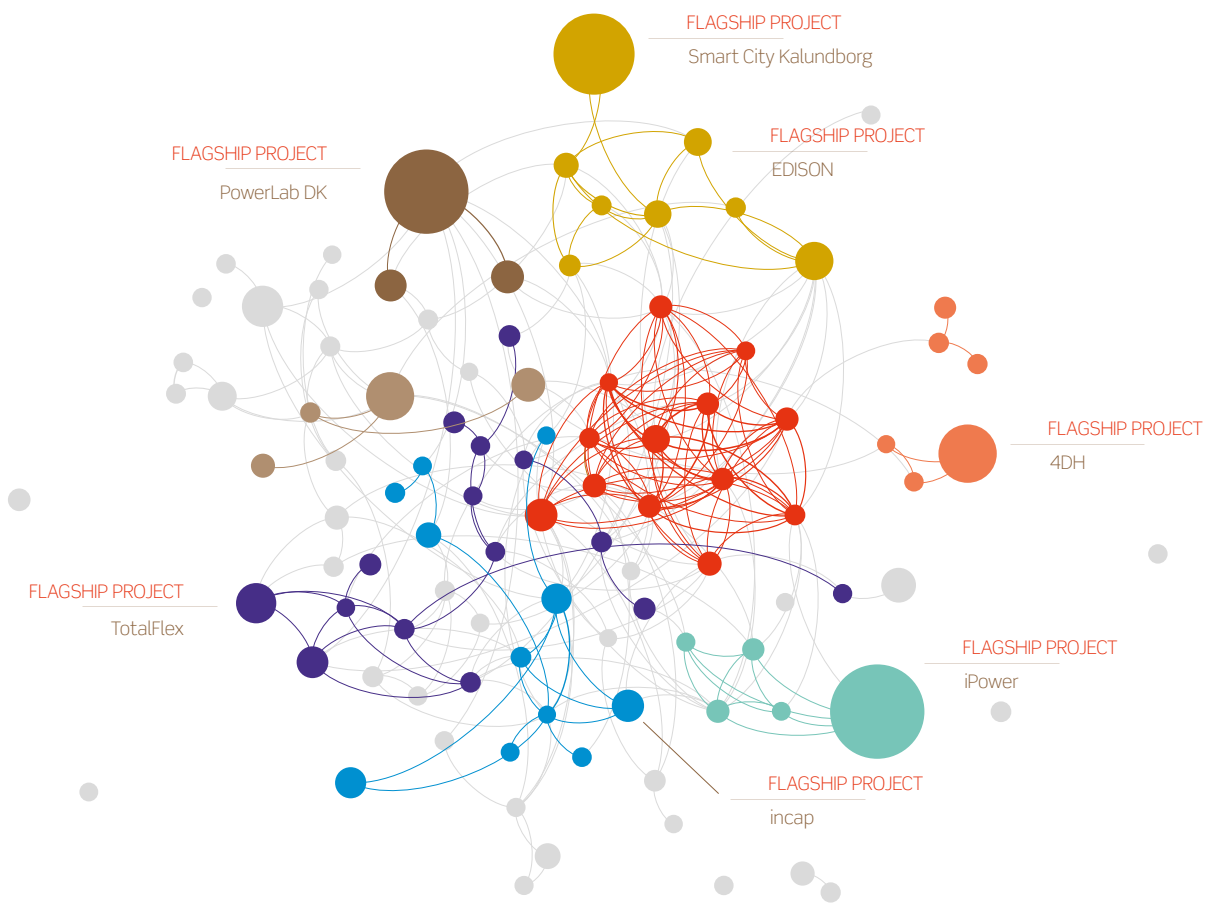 FLAGSHIP PROJECT
Smart City Kalundborg
FLAGSHIP PROJECT
EDISON
FLAGSHIP PROJECT
PowerLab DK
FLAGSHIP PROJECT
4DH
FLAGSHIP PROJECT
TotalFlex
FLAGSHIP PROJECT
iPower
FLAGSHIP PROJECT
incap